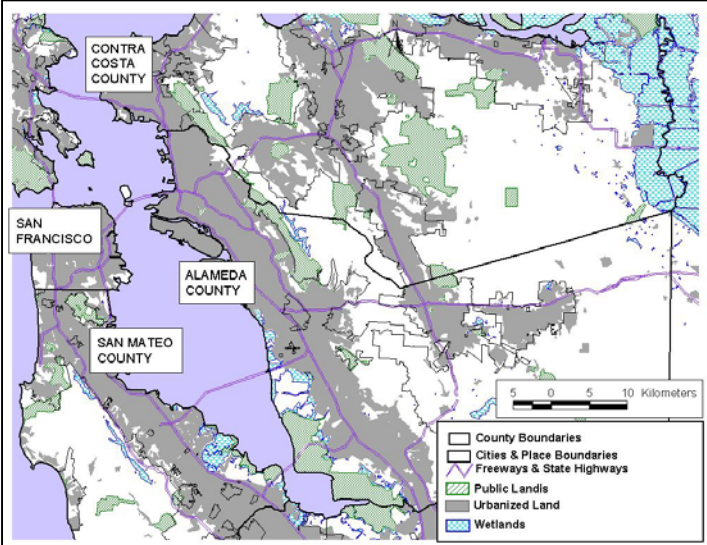 CONTRA
COSTA
COUNTY
SAN
FRANCISCO
ALAMEDA
COUNTY
SAN MATEO
COUNTY
5 0 5 10 Kilometers
County Boundaries
Cities & Place Boundaries
Freeways & State Highways
Public Landis
Urbanized Land
Wetlands